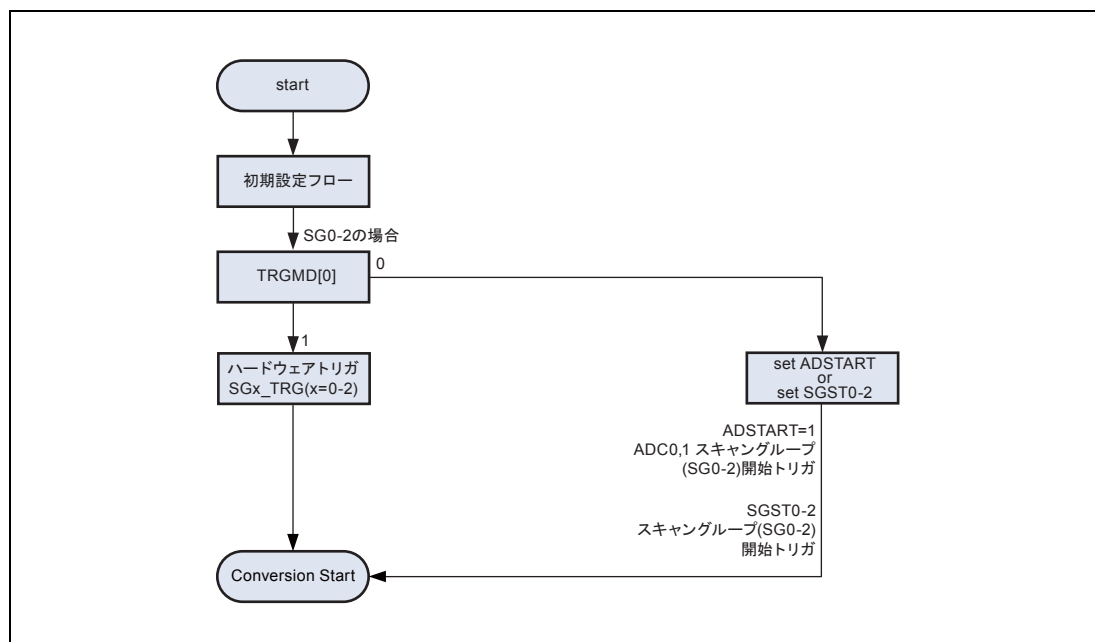 start
初期設定フロー
SG0-2の場合
TRGMD[0]
0
1
ハードウェアトリガ
SGx_TRG(x=0-2)
set ADSTART
or
set SGST0-2
ADSTART=1
ADC0,1 スキャングループ
(SG0-2)開始トリガ
SGST0-2
スキャングループ(SG0-2)
開始トリガ
Conversion Start